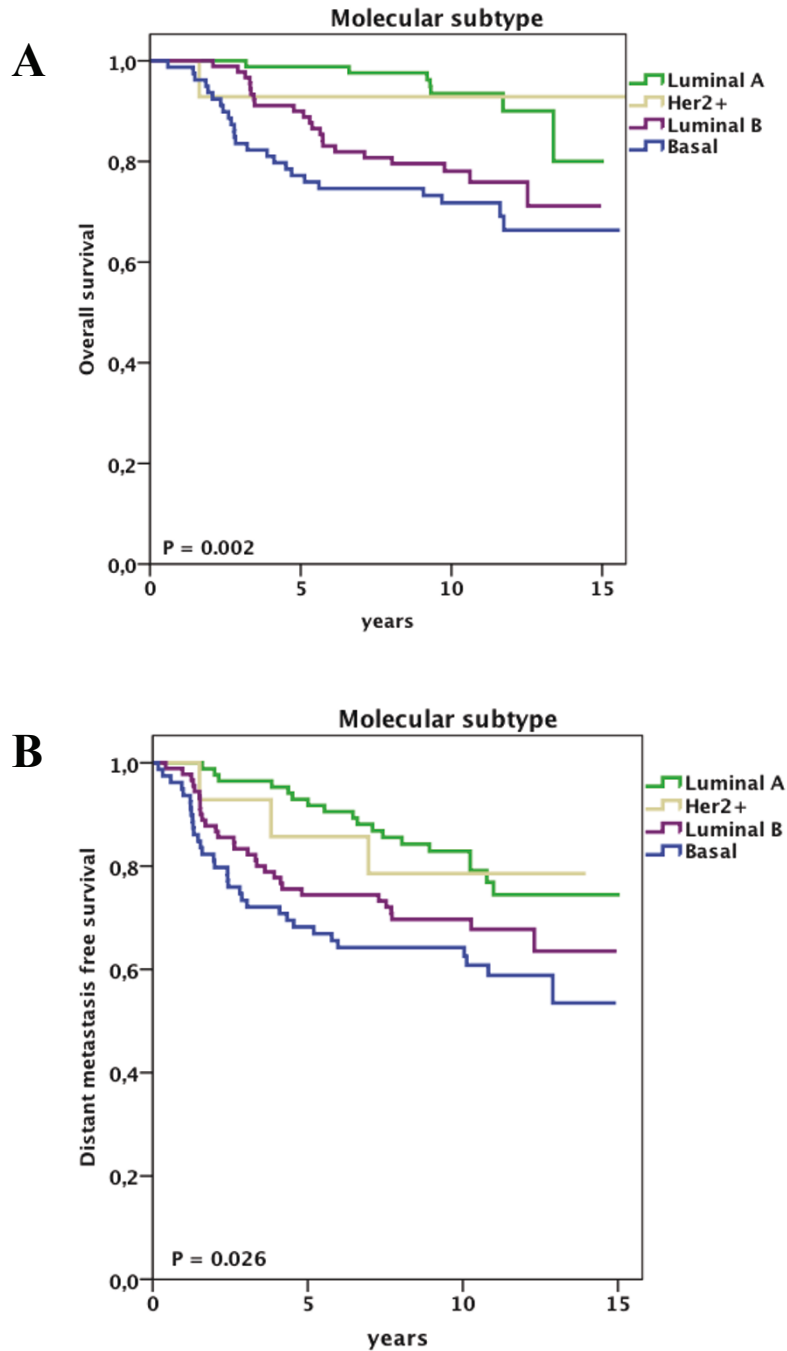 A
Molecular subtype
1,0
0,8
0,6
0,4
0,2
0,0
Overall survival
P = 0.002
0 5 10 15
years
Luminal A
Her2+
Luminal B
Basal
B
Molecular subtype
1,0
0,8
0,6
0,4
0,2
0,0
Distant metastasis free survival
P = 0.026
0 5 10 15
years
Luminal A
Her2+
Luminal B
Basal